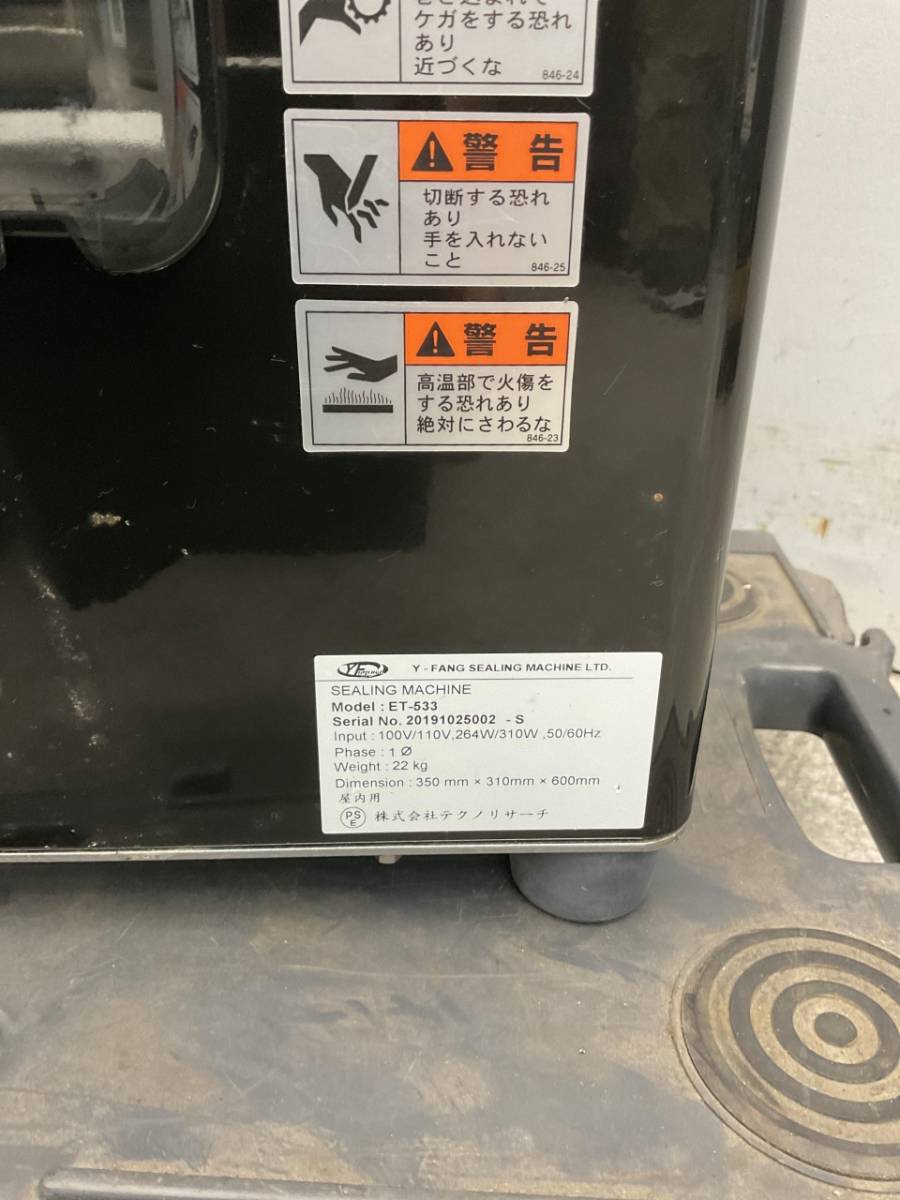 ケガをする恐れ
あり
近づくな
846-24
警告
切断する恐れ
あり
手を入れない
こと
846-25
警告
高温部で火傷を
する恐れあり
絶対にさわるな
846-23
Y - FANG SEALING MACHINE LTD.
SEALING MACHINE
Model : ET-533
Serial No. 20191025002 - S
Input : 100V/110V,264W/310W ,50/60Hz
Phase : 1 Ø
Weight : 22 kg
Dimension : 350 mm × 310mm × 600mm
屋内用
PSE 株式会社テクノリサーチ